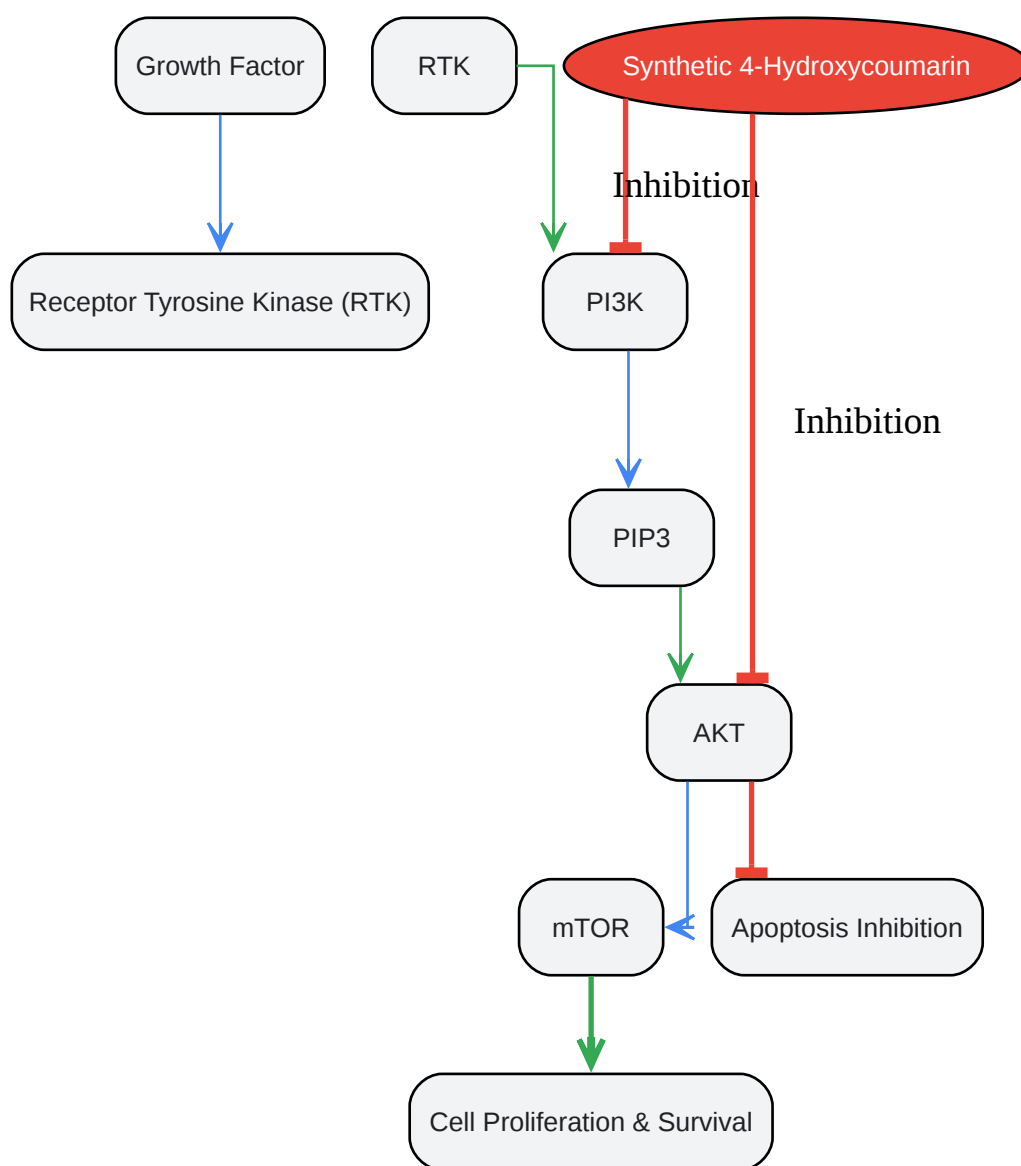 Growth Factor
RTK
Synthetic 4-Hydroxycoumarin
Inhibition
Receptor Tyrosine Kinase (RTK)
PI3K
Inhibition
PIP3
AKT
mTOR
Apoptosis Inhibition
Cell Proliferation & Survival